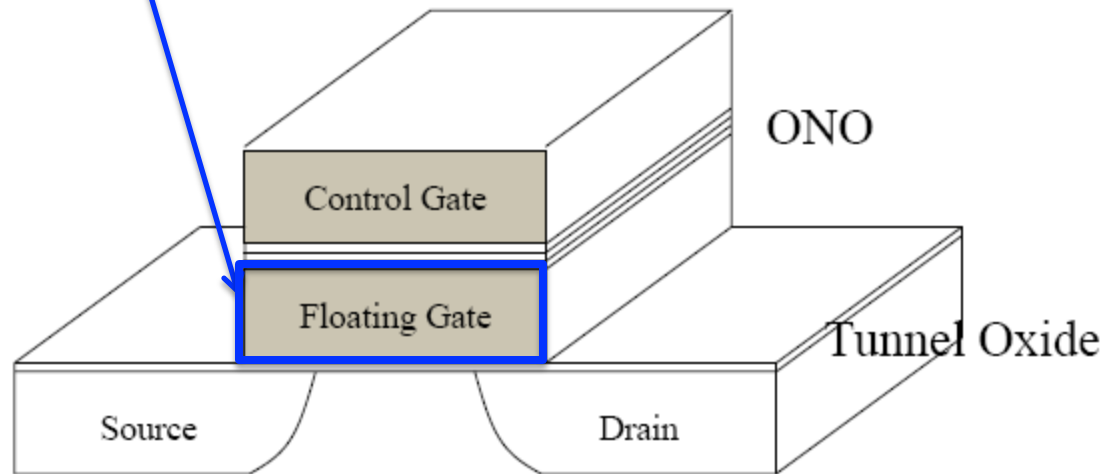 ONO
Control Gate
Floating Gate
Tunnel Oxide
Source
Drain